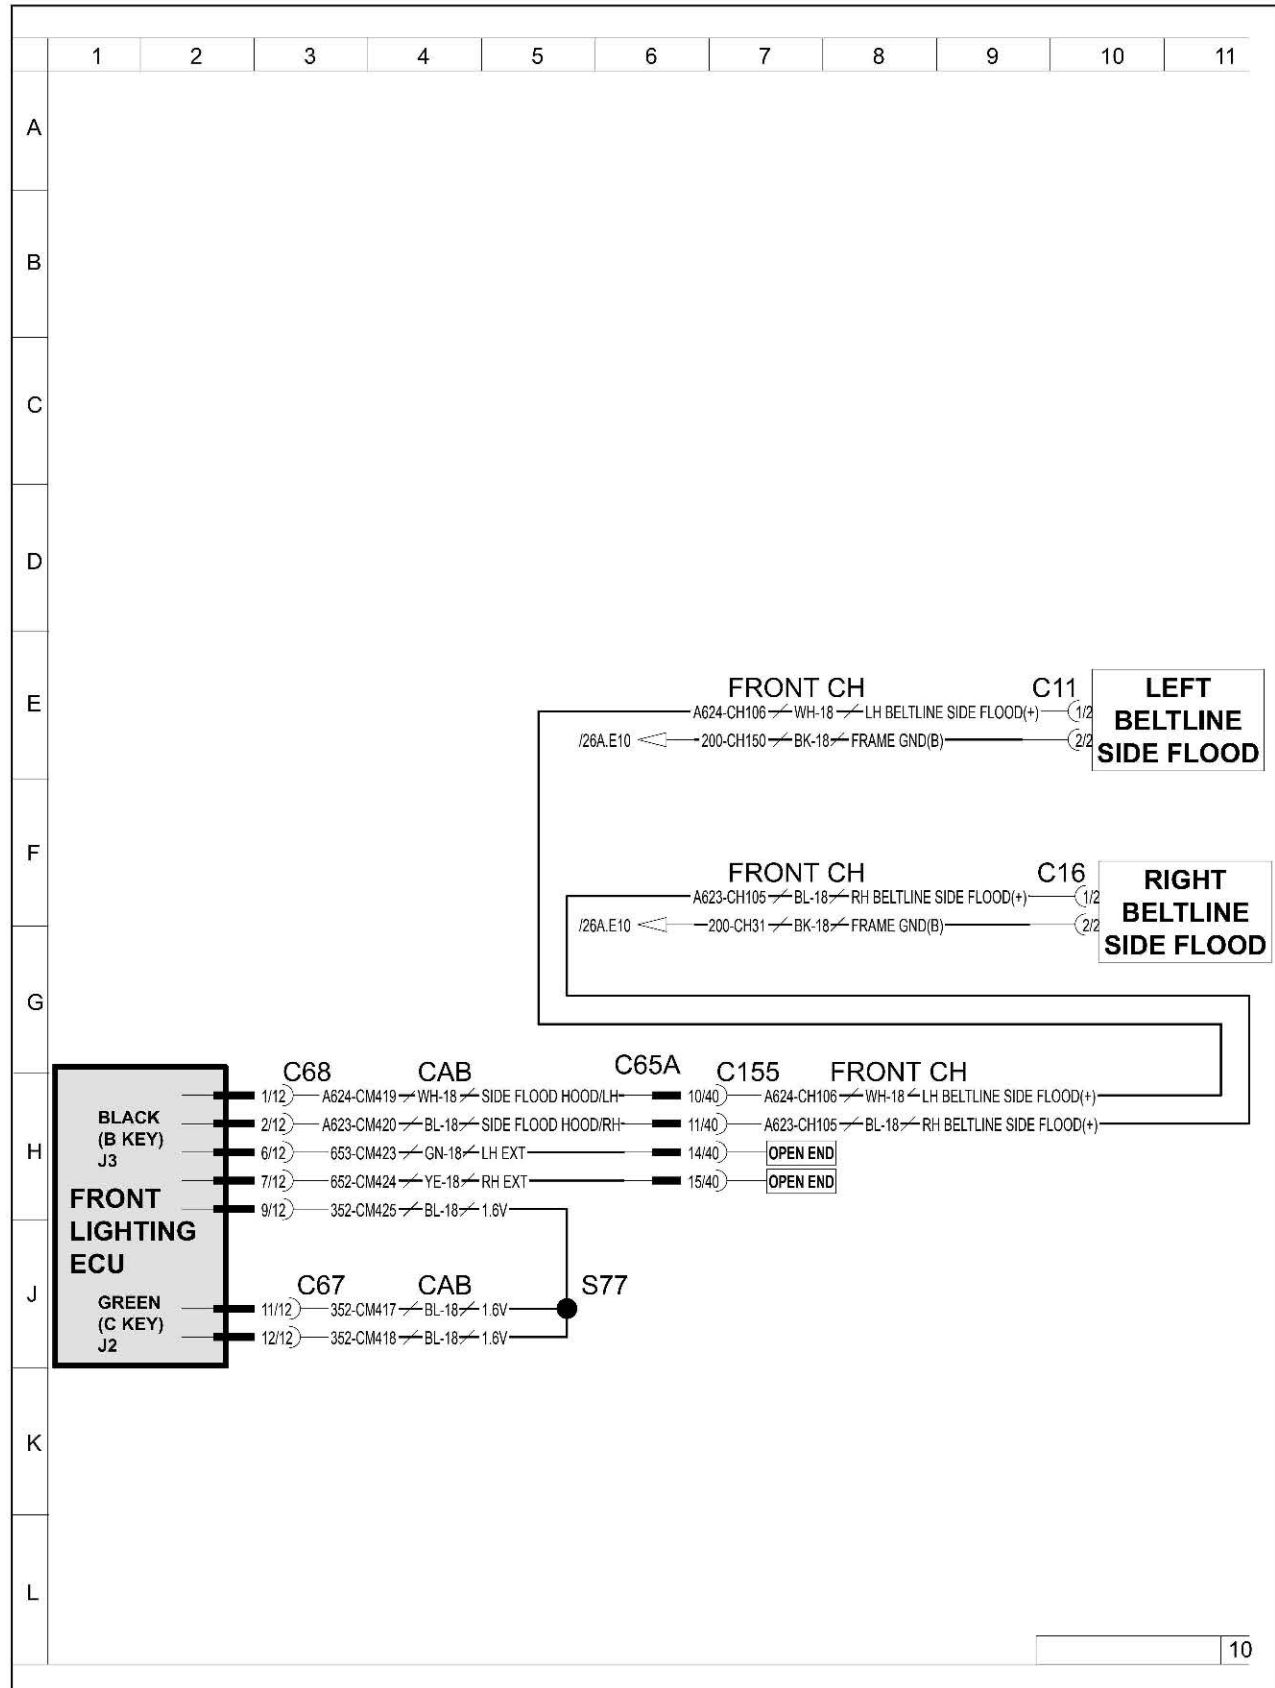 1 2 3 4 5 6 7 8 9 10 11
A
B
C
D
E
FRONT CH C11 LEFT
A624-CH106 WH-18 LH BELTLINE SIDE FLOOD(+) 1/2 BELTLINE
/26A.E10 200-CH150 BK-18 FRAME GND(B) 2/2 SIDE FLOOD
F
FRONT CH C16 RIGHT
A623-CH105 BL-18 RH BELTLINE SIDE FLOOD(+) 1/2 BELTLINE
/26A.E10 200-CH31 BK-18 FRAME GND(B) 2/2 SIDE FLOOD
G
C68 CAB C65A C155 FRONT CH
1/12 A624-CM419 WH-18 SIDE FLOOD HOOD/LH 10/40 A624-CH106 WH-18 LH BELTLINE SIDE FLOOD(+)
BLACK
2/12 A623-CM420 BL-18 SIDE FLOOD HOOD/RH 11/40 A623-CH105 BL-18 RH BELTLINE SIDE FLOOD(+)
(B KEY)
H
J3
6/12 653-CM423 GN-18 LH EXT 14/40 OPEN END
7/12 652-CM424 YE-18 RH EXT 15/40 OPEN END
FRONT
9/12 352-CM425 BL-18 1.6V
LIGHTING
ECU
J
C67 CAB S77
GREEN
11/12 352-CM417 BL-18 1.6V
(C KEY)
12/12 352-CM418 BL-18 1.6V
J2
K
L
10